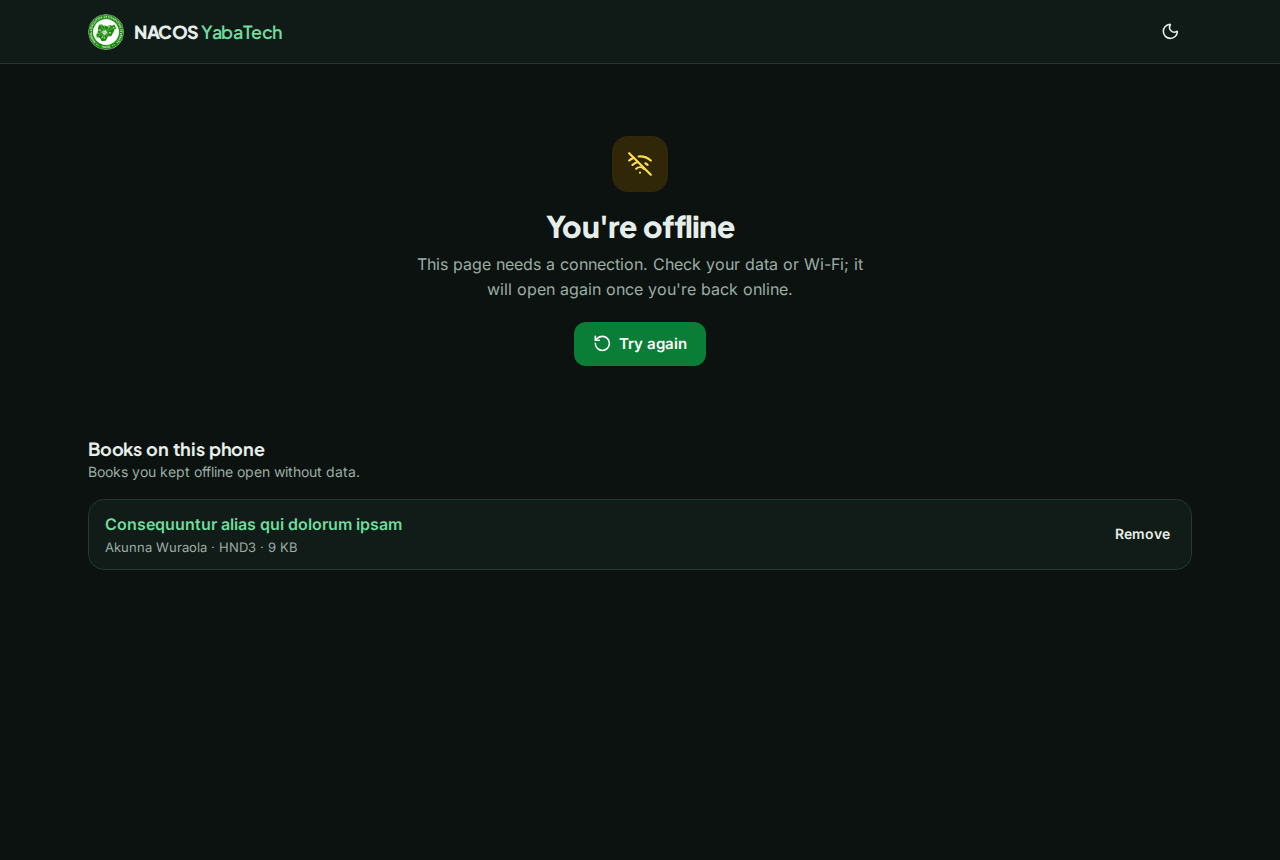 NACOS YabaTech
You're offline
This page needs a connection. Check your data or Wi-Fi; it
will open again once you're back online.
Try again
Books on this phone
Books you kept offline open without data.
Consequuntur alias qui dolorum ipsam
Akunna Wuraola · HND3 · 9 KB
Remove